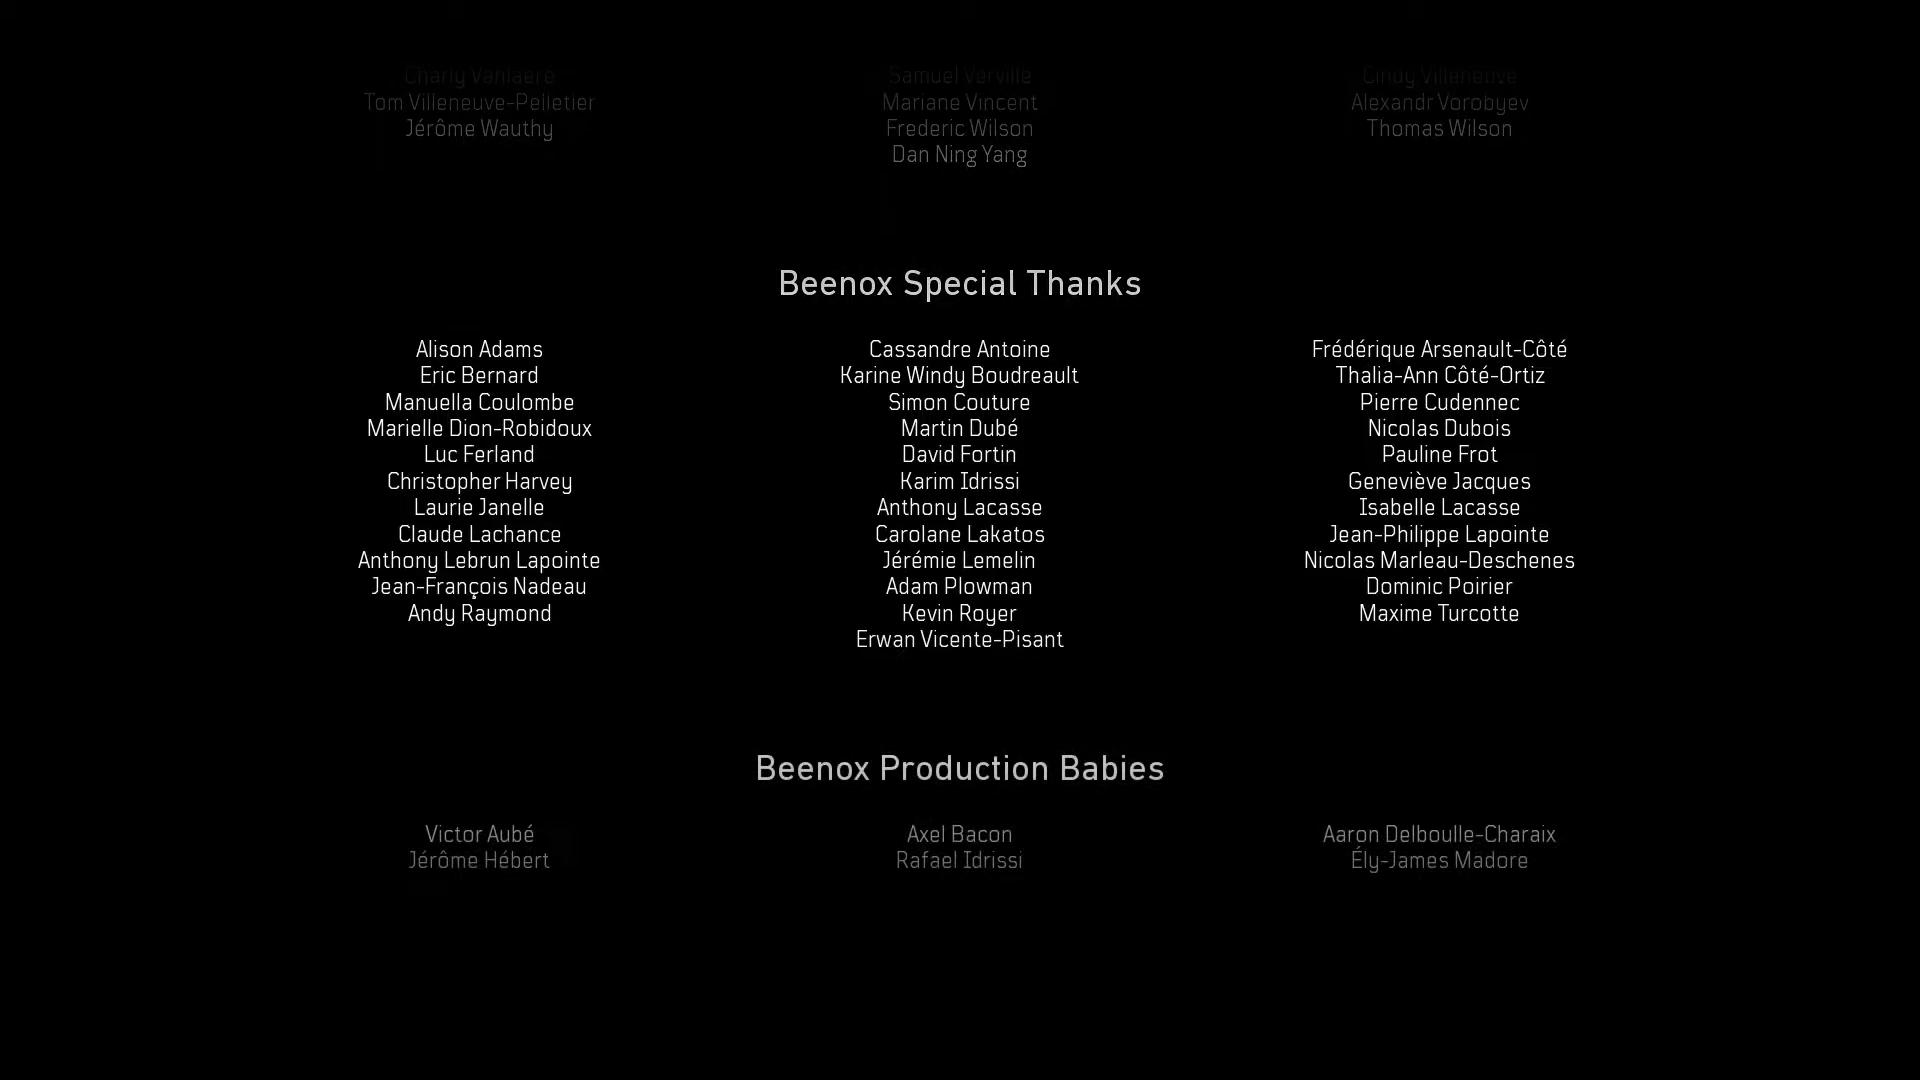 Charly Vanlaere Samuel Verville Cindy Villeneuve
Tom Villeneuve-Pelletier Mariane Vincent Alexandr Vorobyev
Jérôme Wauthy Frederic Wilson Thomas Wilson
Dan Ning Yang
Beenox Special Thanks
Alison Adams Cassandre Antoine Frédérique Arsenault-Côté
Eric Bernard Karine Windy Boudreault Thalia-Ann Côté-Ortiz
Manuella Coulombe Simon Couture Pierre Cudennec
Marielle Dion-Robidoux Martin Dubé Nicolas Dubois
Luc Ferland David Fortin Pauline Frot
Christopher Harvey Karim Idrissi Geneviève Jacques
Laurie Janelle Anthony Lacasse Isabelle Lacasse
Claude Lachance Carolane Lakatos Jean-Philippe Lapointe
Anthony Lebrun Lapointe Jérémie Lemelin Nicolas Marleau-Deschenes
Jean-François Nadeau Adam Plowman Dominic Poirier
Andy Raymond Kevin Royer Maxime Turcotte
Erwan Vicente-Pisant
Beenox Production Babies
Victor Aubé Axel Bacon Aaron Delboulle-Charaix
Jérôme Hébert Rafael Idrissi Ély-James Madore